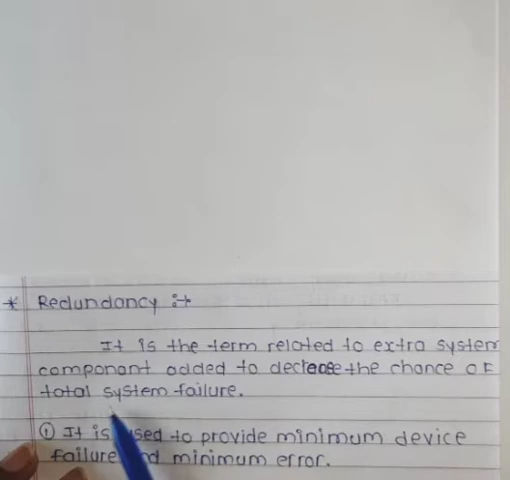 * Redundancy :→
It is the term related to extra system
componant added to decrease the chance of
total system failure.
① It is used to provide minimum device
failure and minimum error.